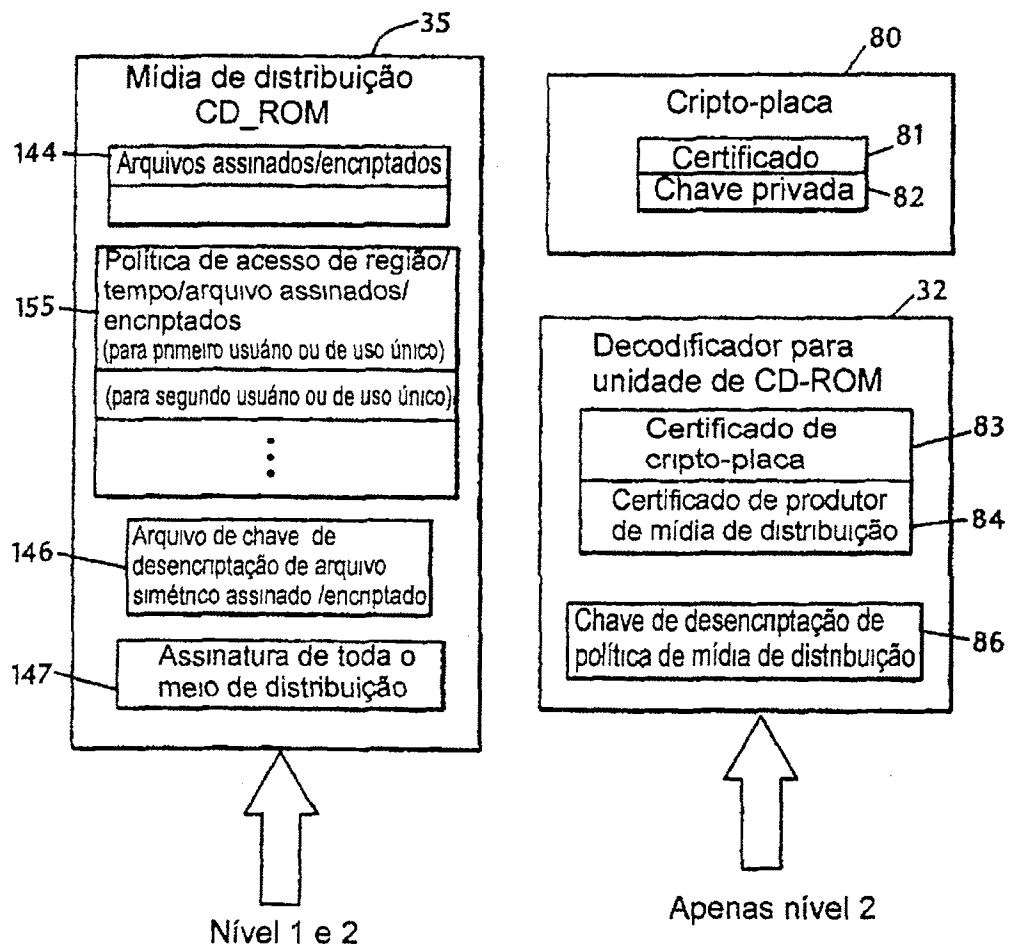 35
Mídia de distribuição
CD_ROM
144
Arquivos assinados/encriptados
155
Política de acesso de região/
tempo/arquivo assinados/
encriptados
(para primeiro usuário ou de uso único)
(para segundo usuário ou de uso único)
146
Arquivo de chave de
desencriptação de arquivo
simétrico assinado /encriptado
147
Assinatura de toda o
meio de distribuição
Nível 1 e 2
80
Cripto-placa
Certificado
81
Chave privada
82
32
Decodificador para
unidade de CD-ROM
Certificado de
cripto-placa
83
Certificado de produtor
de mídia de distribuição
84
Chave de desencriptação de
política de mídia de distribuição
86
Apenas nível 2